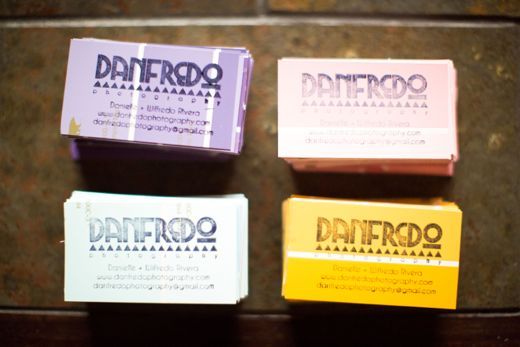 DANFREDO
photography
Danielle + Wilfredo Rivera
www.danfredophotography.com
danfredophotography@gmail.com
DANFREDO
photography
Danielle + Wilfredo Rivera
www.danfredophotography.com
danfredophotography@gmail.com
DANFREDO
photography
Danielle + Wilfredo Rivera
www.danfredophotography.com
danfredophotography@gmail.com
DANFREDO
photography
Danielle + Wilfredo Rivera
www.danfredophotography.com
danfredophotography@gmail.com